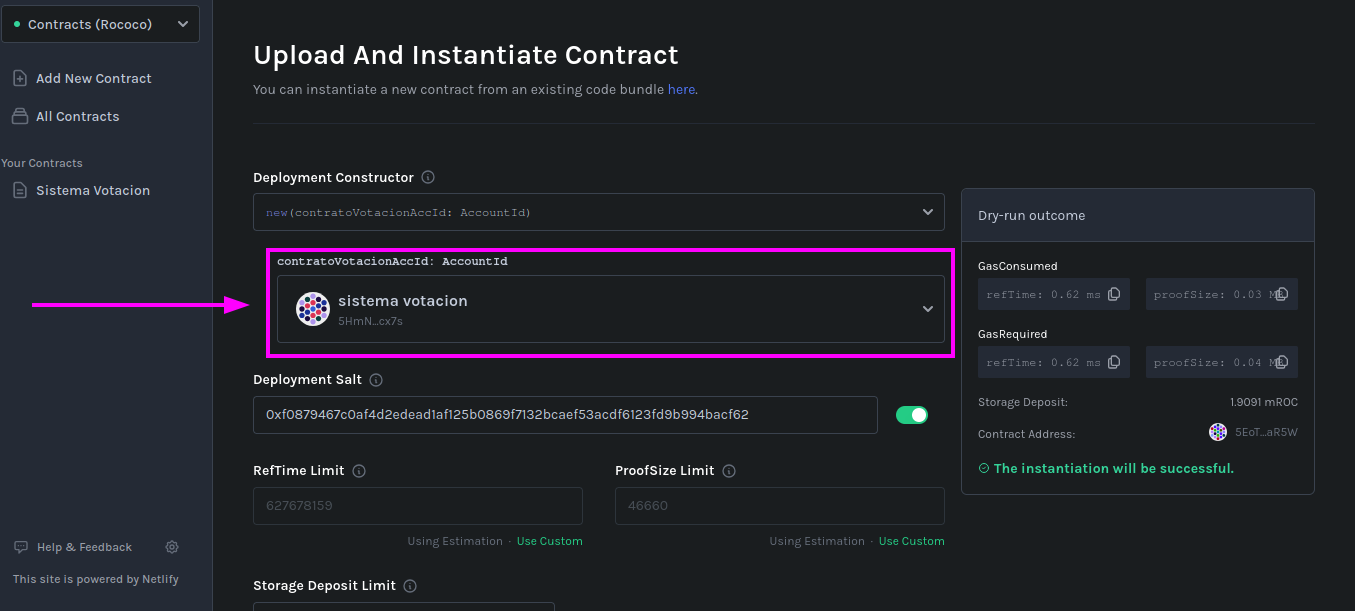 Contracts (Rococo)
Add New Contract
All Contracts
Your Contracts
Sistema Votacion
Help & Feedback
This site is powered by Netlify
Upload And Instantiate Contract
You can instantiate a new contract from an existing code bundle here.
Deployment Constructor
new(contratoVotacionAccId: AccountId)
contratoVotacionAccId: AccountId
sistema votacion
5HmN...cx7s
Deployment Salt
0xf0879467c0af4d2edead1af125b0869f7132bcaef53acdf6123fd9b994bacf62
RefTime Limit
ProofSize Limit
627678159
46660
Using Estimation · Use Custom
Using Estimation · Use Custom
Storage Deposit Limit
Dry-run outcome
GasConsumed
refTime: 0.62 ms
proofSize: 0.03
GasRequired
refTime: 0.62 ms
proofSize: 0.04
Storage Deposit:
1.9091 mROC
Contract Address:
5EoT...aR5W
The instantiation will be successful.